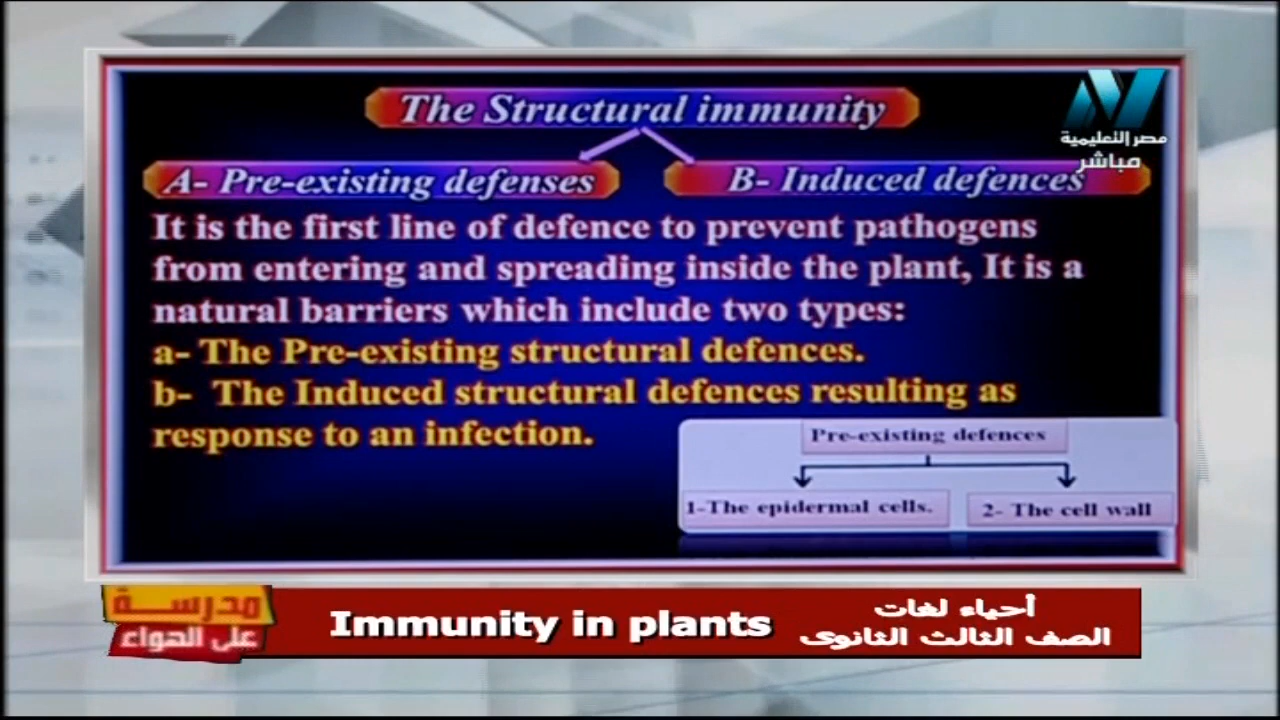 The Structural immunity
A- Pre-existing defenses
B- Induced defences
It is the first line of defence to prevent pathogens
from entering and spreading inside the plant, It is a
natural barriers which include two types:
a- The Pre-existing structural defences.
b- The Induced structural defences resulting as
response to an infection.
Pre-existing defences
1-The epidermal cells.
2- The cell wall
مصر التعليمية
مباشر
مدرسة
على الهواء
Immunity in plants
أحياء لغات
الصف الثالث الثانوى